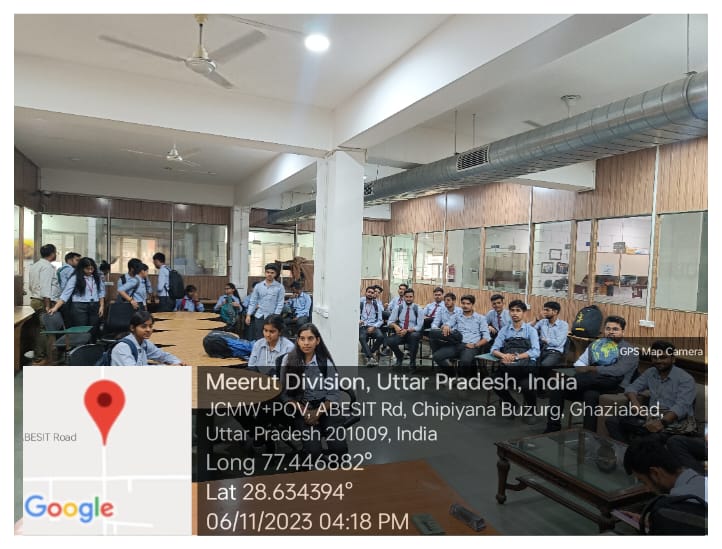 GPS Map Camera
Meerut Division, Uttar Pradesh, India
JCMW+PQV, ABESIT Rd, Chipiyana Buzurg, Ghaziabad,
Uttar Pradesh 201009, India
Long 77.446882°
Lat 28.634394°
06/11/2023 04:18 PM
BESIT Road
Google